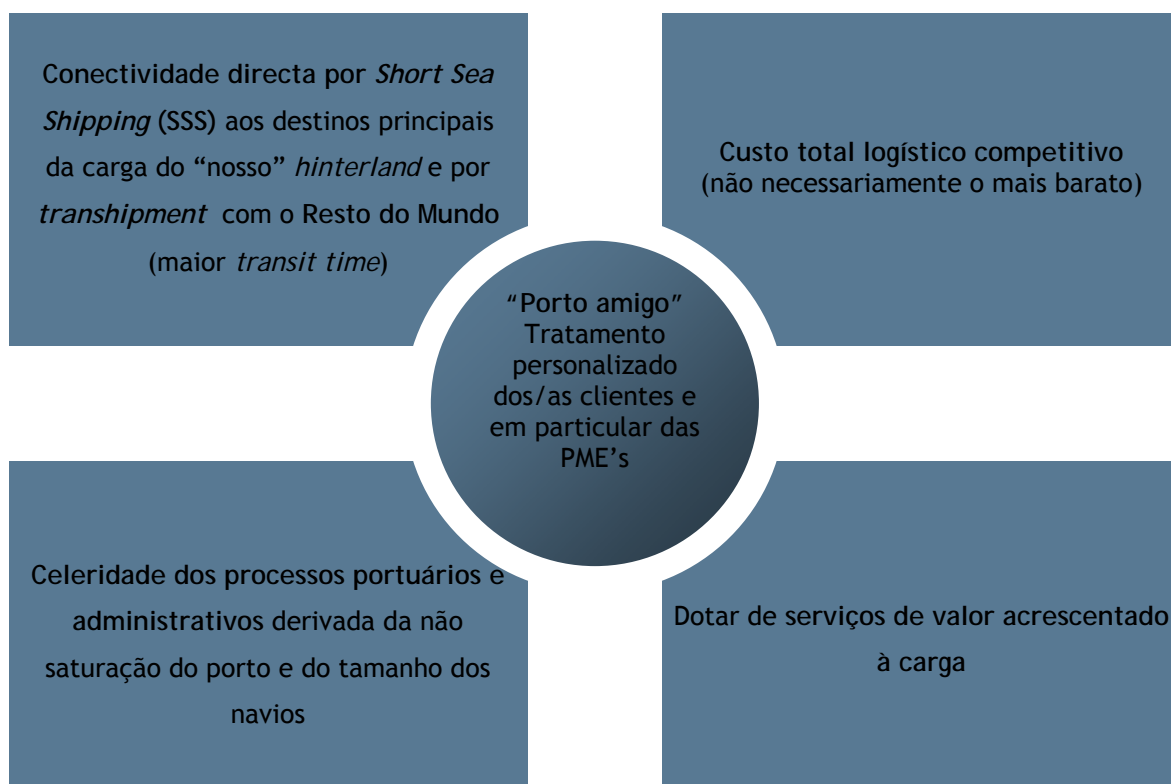 Conectividade directa por Short Sea
Shipping (SSS) aos destinos principais
da carga do “nosso” hinterland e por
transhipment com o Resto do Mundo
(maior transit time)
Custo total logístico competitivo
(não necessariamente o mais barato)
“Porto amigo”
Tratamento
personalizado
dos/as clientes e
em particular das
PME’s
Celeridade dos processos portuários e
administrativos derivada da não
saturação do porto e do tamanho dos
navios
Dotar de serviços de valor acrescentado
à carga